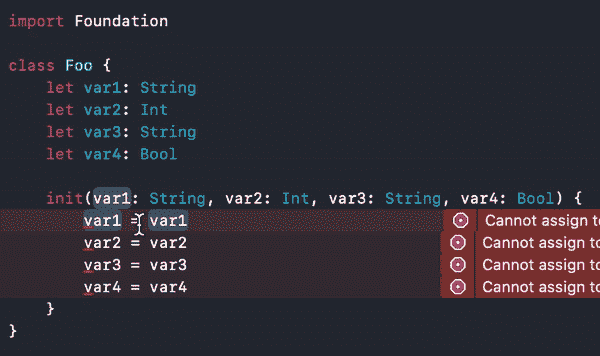 import Foundation
class Foo {
let var1: String
let var2: Int
let var3: String
let var4: Bool
init(var1: String, var2: Int, var3: String, var4: Bool) {
var1 = var1 Cannot assign to
var2 = var2 Cannot assign to
var3 = var3 Cannot assign to
var4 = var4 Cannot assign to
}
}